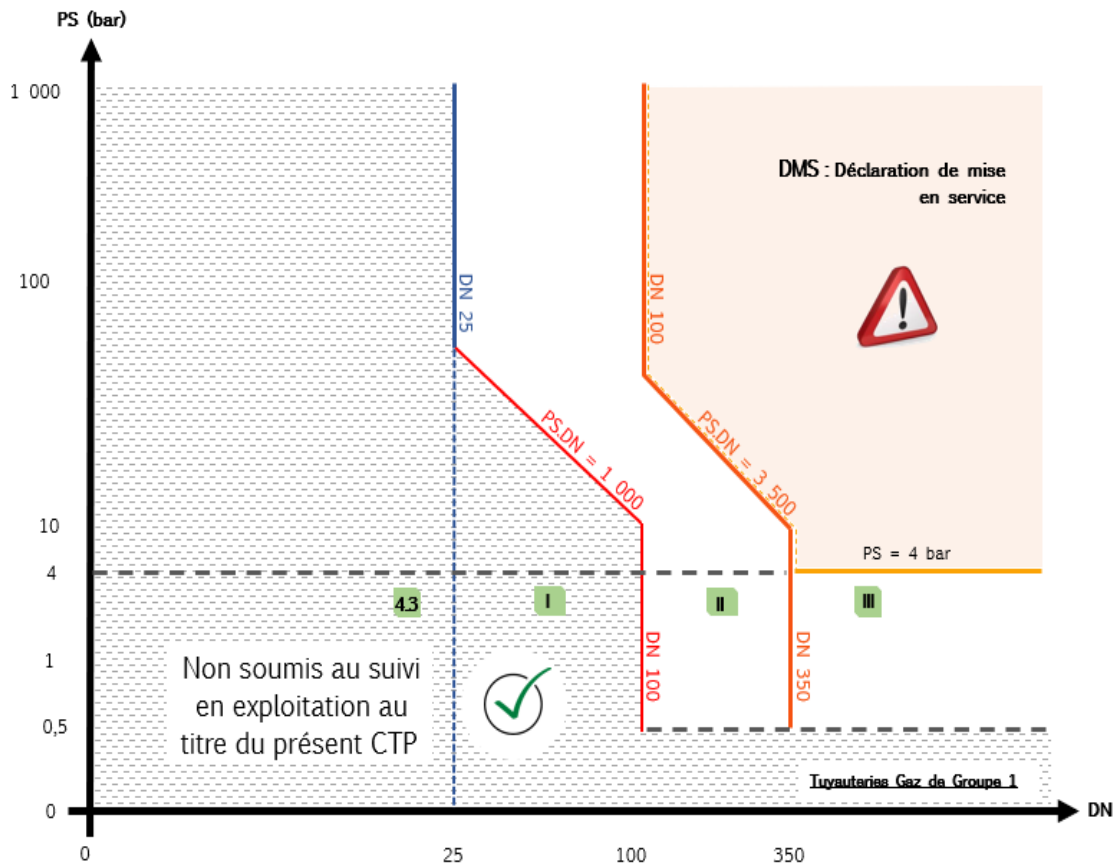 PS (bar)
1 000
DMS : Déclaration de mise
en service
100
DN 25
DN 100
PS.DN = 1 000
PS.DN = 3 500
10
PS = 4 bar
4
4.3
I
II
III
Non soumis au suivi
en exploitation au
titre du présent CTP
1
DN 100
DN 350
0,5
Tuyauteries Gaz de Groupe 1
0
DN
0
25
100
350